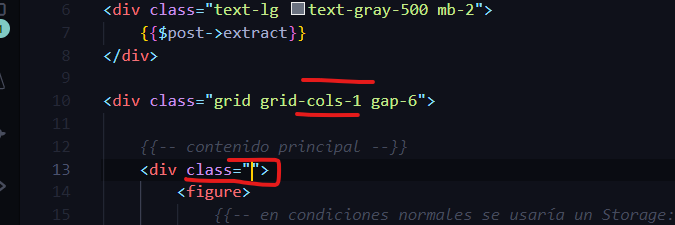 6 <div class="text-lg text-gray-500 mb-2">
7 {{$post->extract}}
8 </div>
9
10 <div class="grid grid-cols-1 gap-6">
11
12 {{-- contenido principal --}}
13 <div class="">
14 <figure>
15 {{-- en condiciones normales se usaría un Storage: